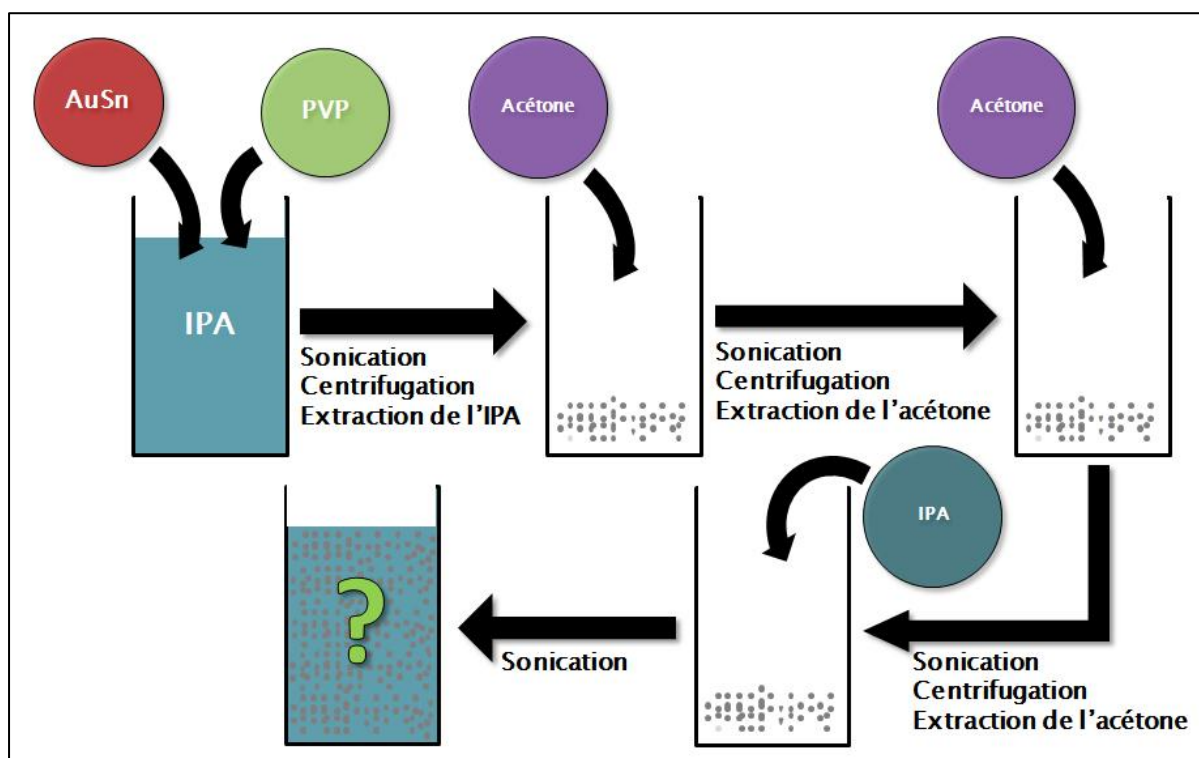 AuSn
PVP
Acétone
Acétone
IPA
Sonication
Centrifugation
Extraction de l'IPA
Sonication
Centrifugation
Extraction de l'acétone
IPA
?
Sonication
Sonication
Centrifugation
Extraction de l'acétone